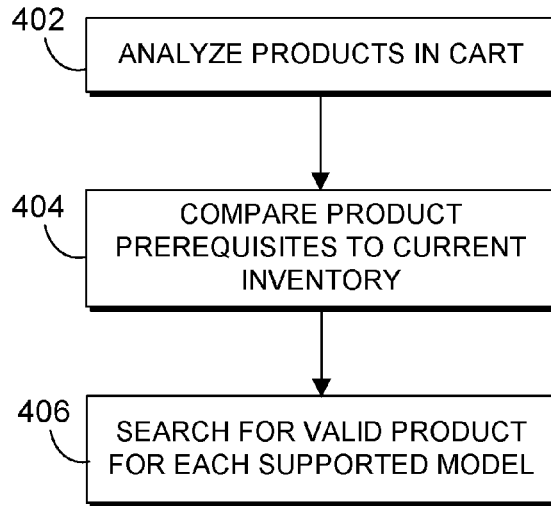 402
ANALYZE PRODUCTS IN CART
404
COMPARE PRODUCT
PREREQUISITES TO CURRENT
INVENTORY
406
SEARCH FOR VALID PRODUCT
FOR EACH SUPPORTED MODEL